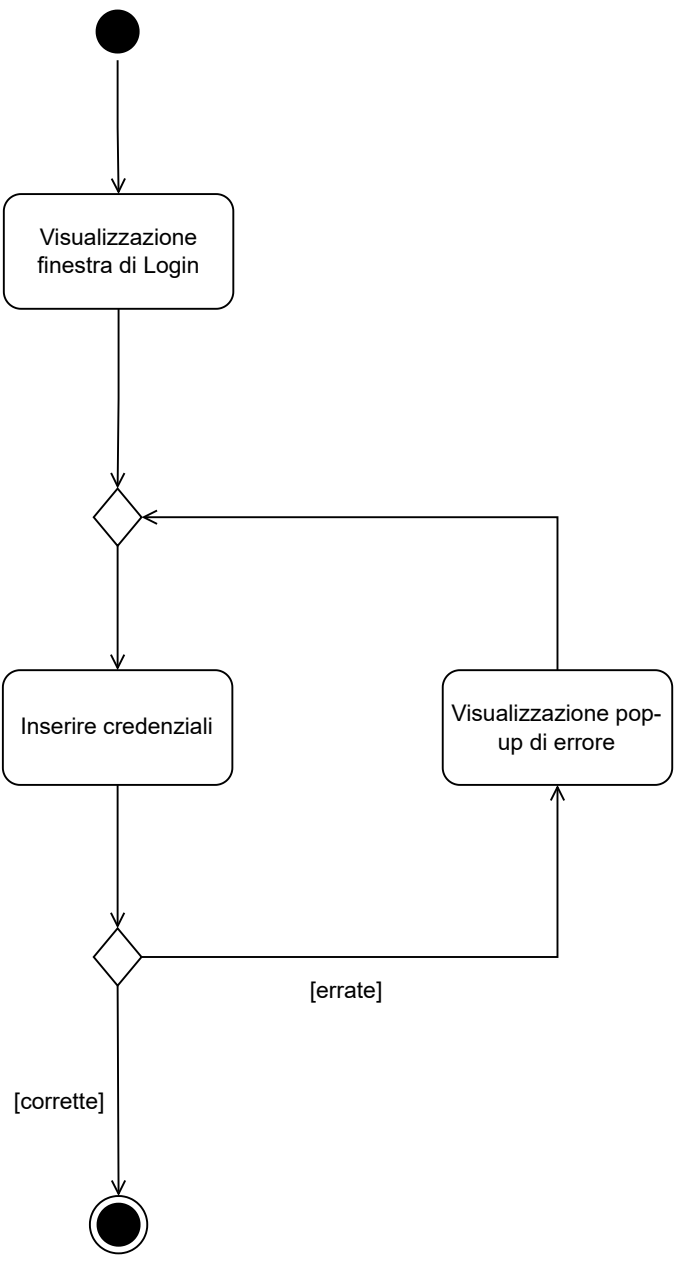 Visualizzazione
finestra di Login
Inserire credenziali
Visualizzazione pop-
up di errore
[errate]
[corrette]